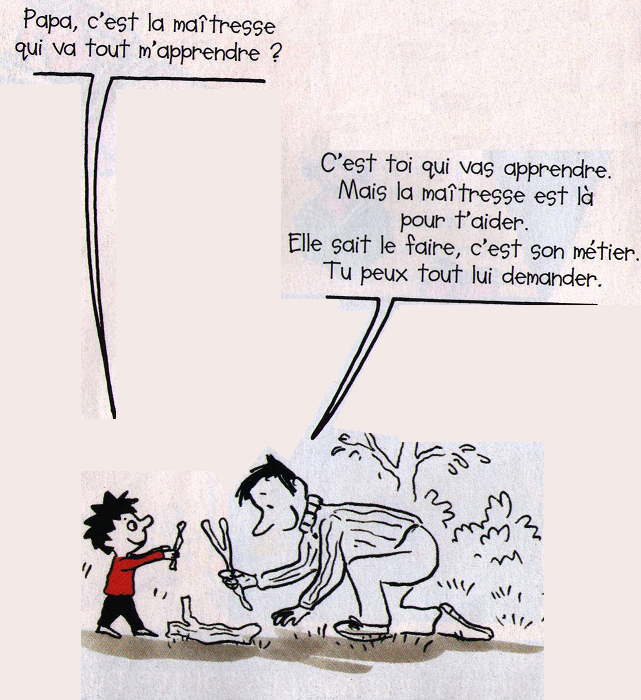 Papa, c'est la maîtresse
qui va tout m'apprendre ?
C'est toi qui vas apprendre.
Mais la maîtresse est là
pour t'aider.
Elle sait le faire, c'est son métier.
Tu peux tout lui demander.